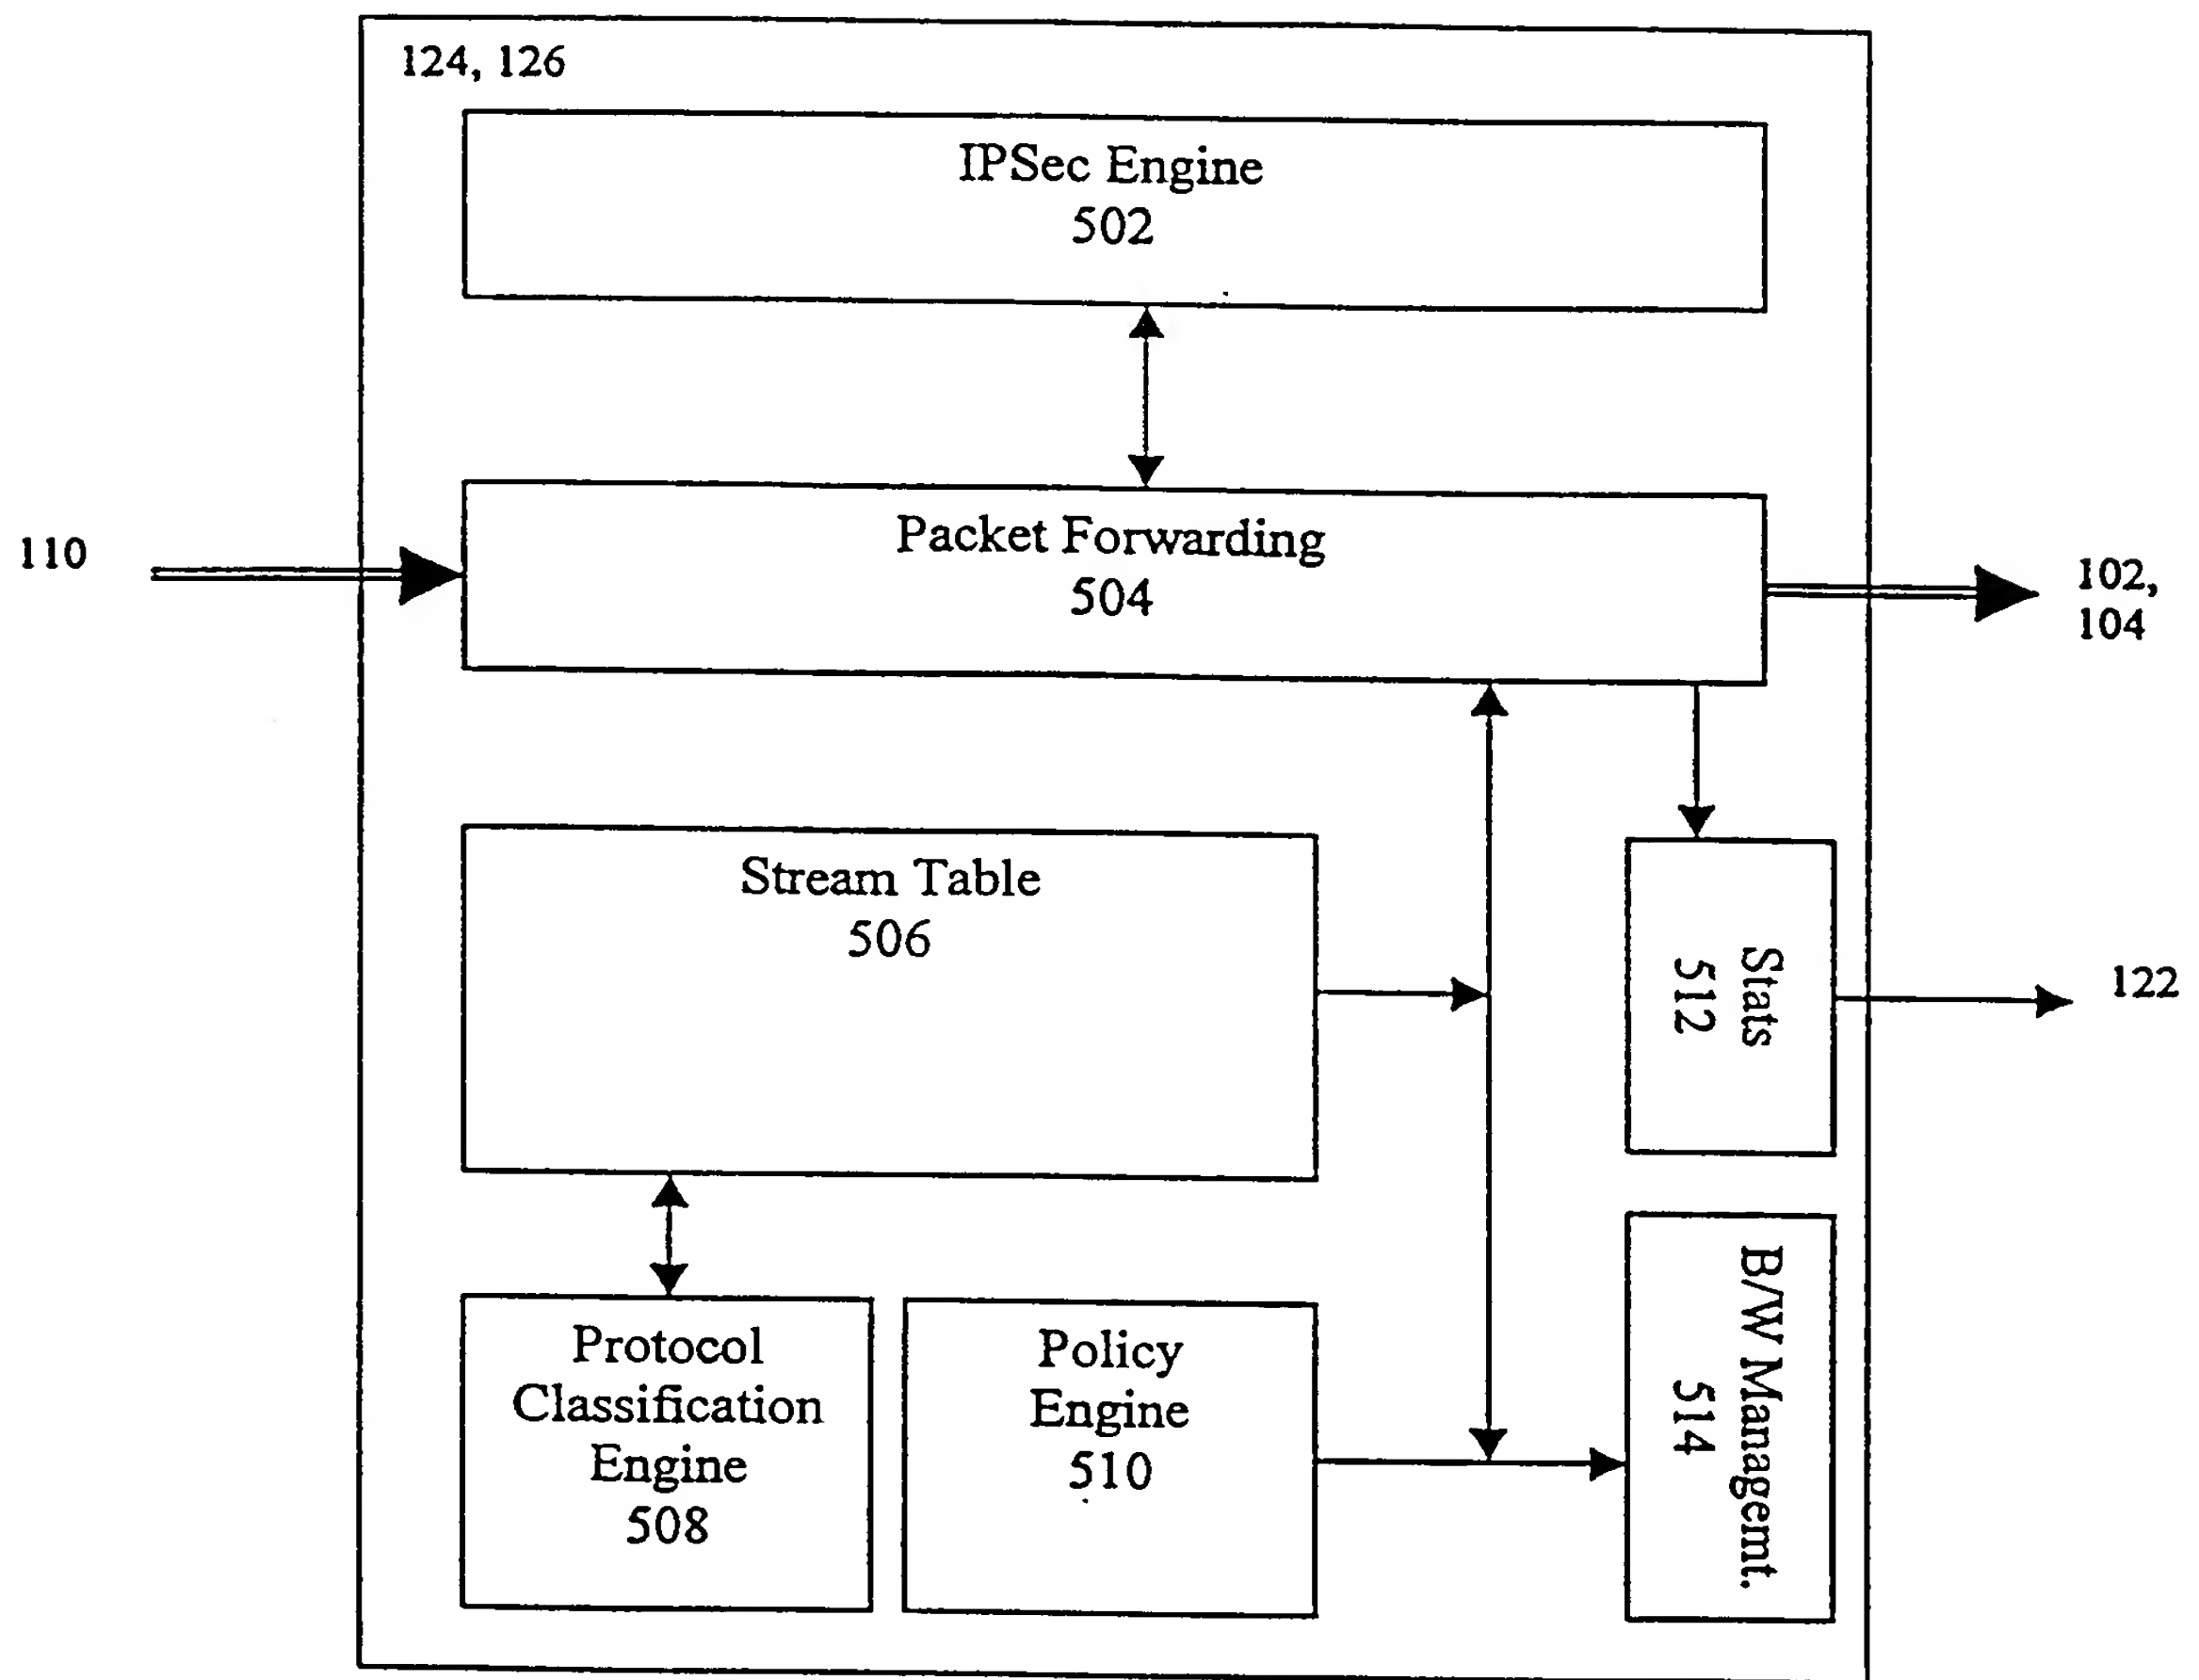 124, 126
IPSec Engine
502
110
Packet Forwarding
504
102,
104
Stream Table
506
Stats
512
122
Protocol
Classification
Engine
508
Policy
Engine
510
B/W Managemt.
514